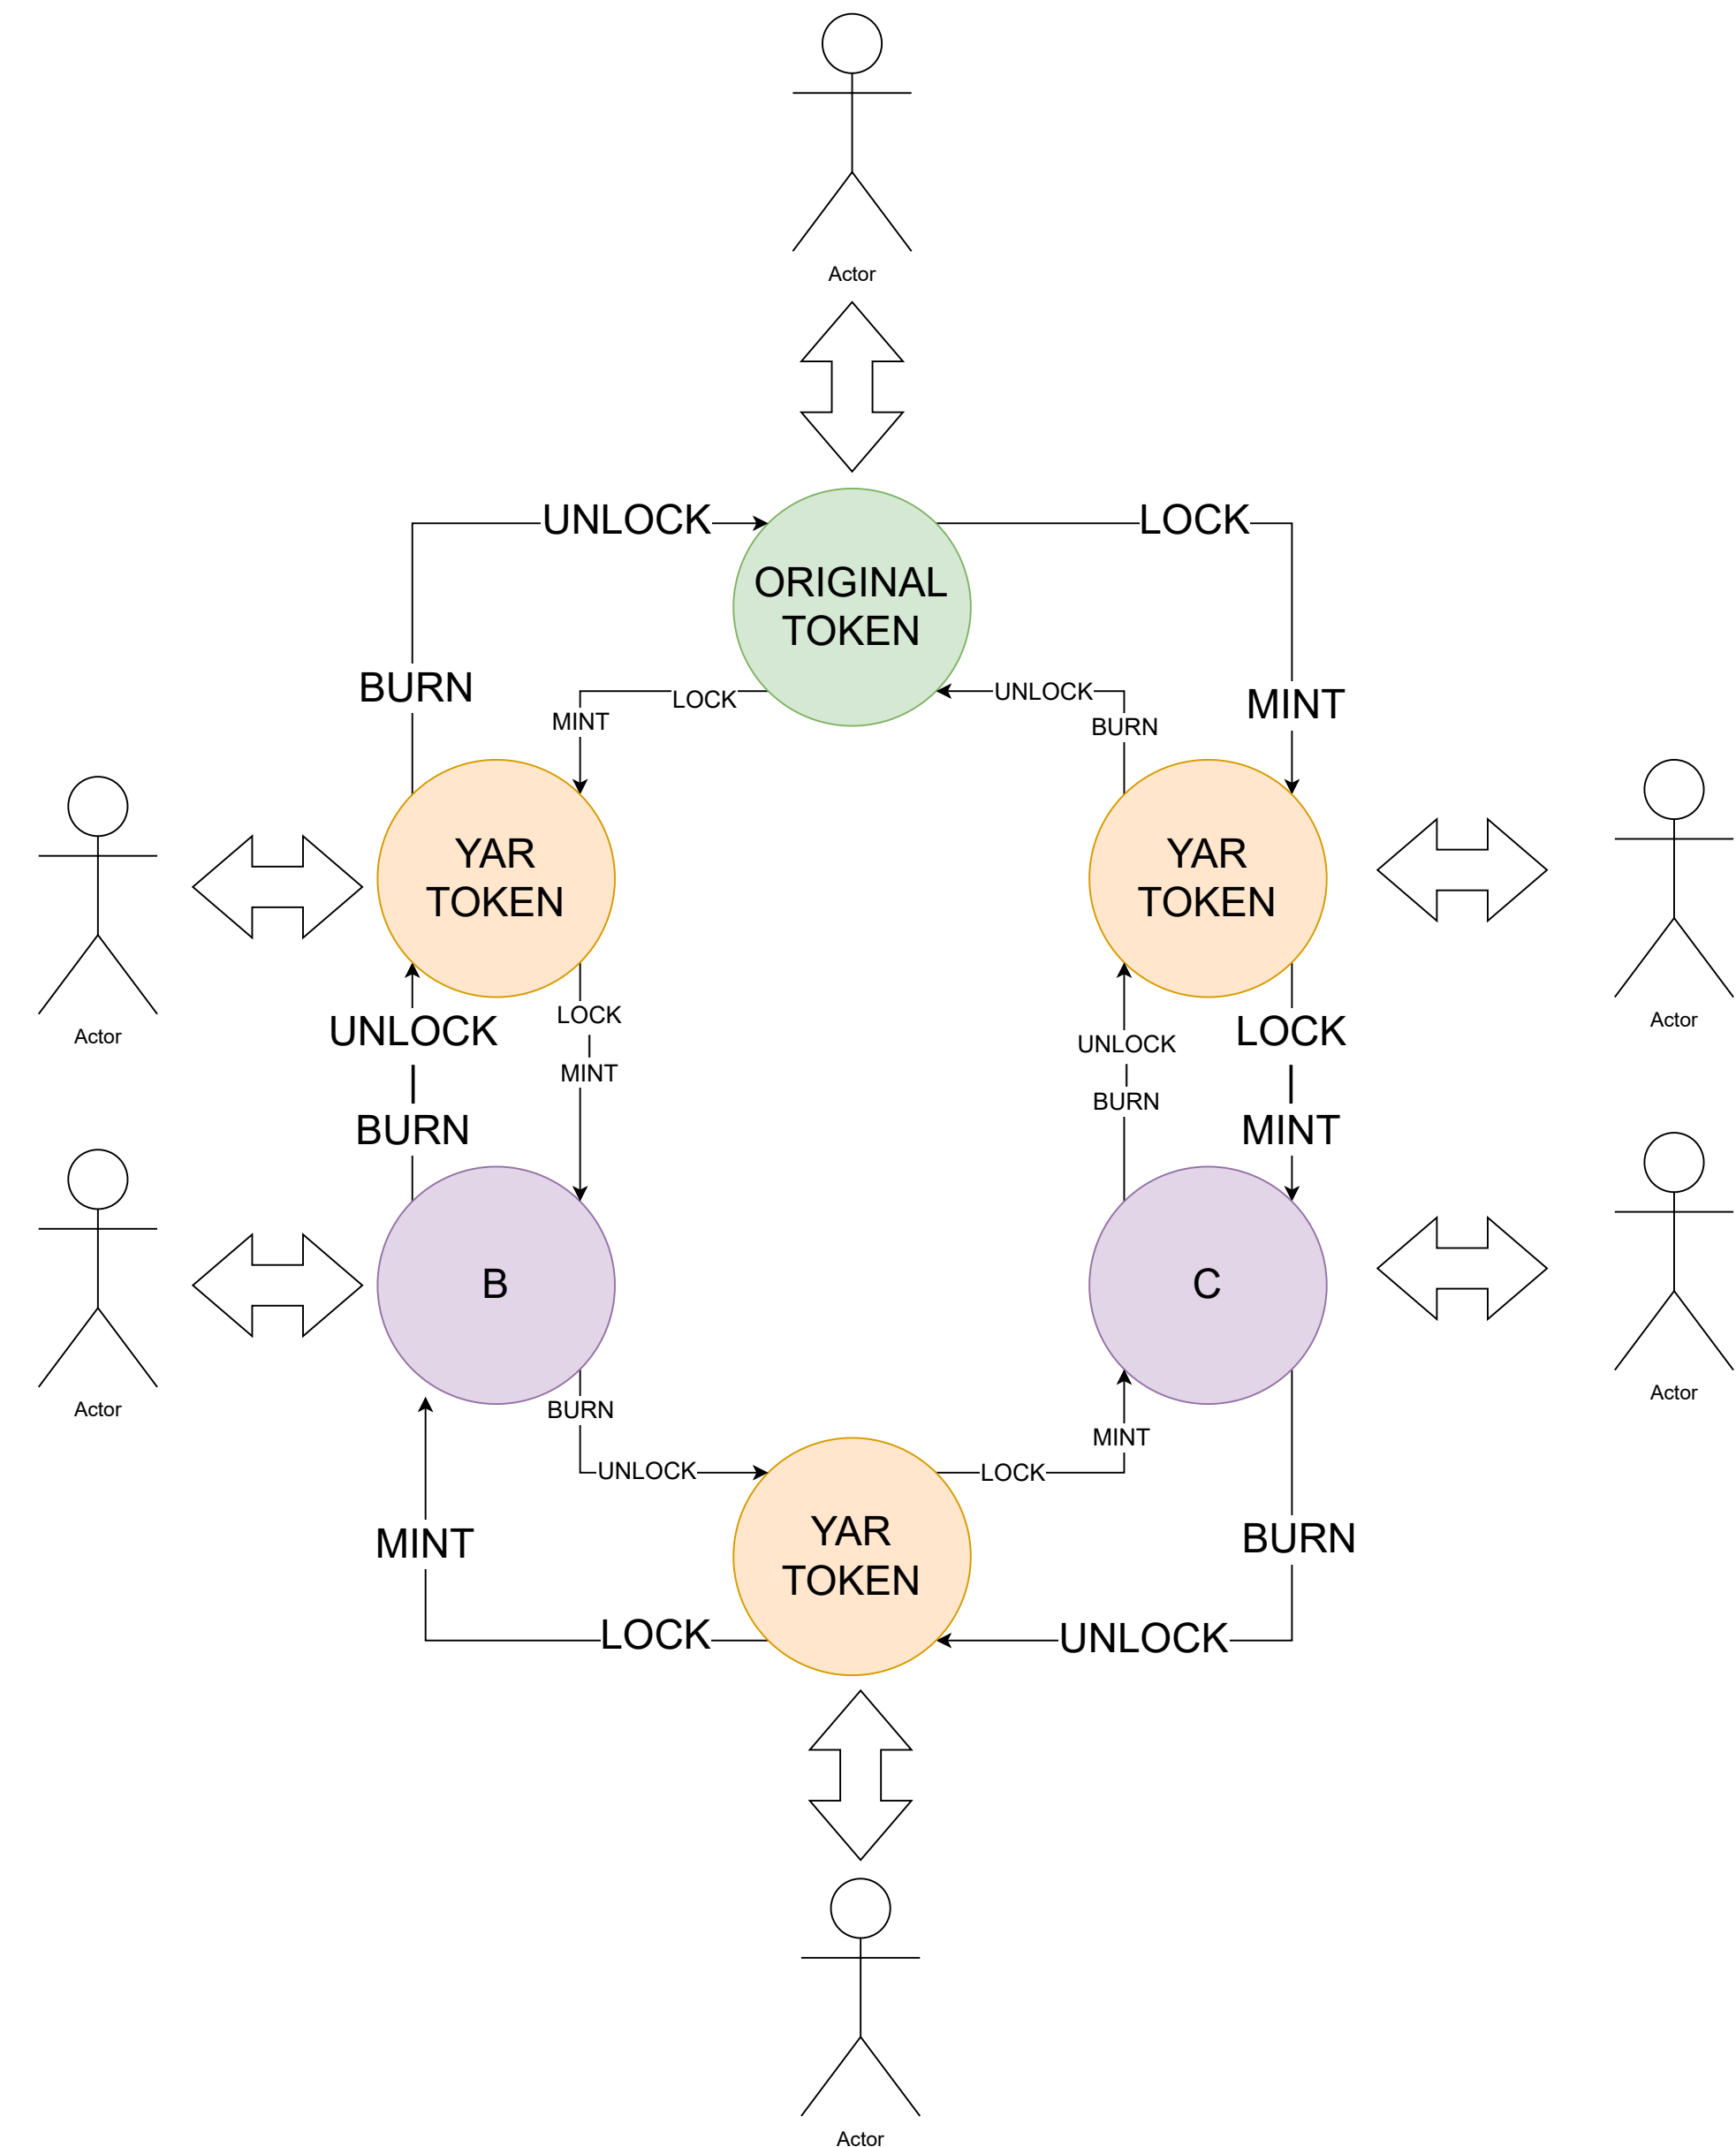 Actor
UNLOCK
LOCK
ORIGINAL
TOKEN
BURN
LOCK
MINT
UNLOCK
BURN
MINT
YAR
TOKEN
YAR
TOKEN
Actor
Actor
UNLOCK
|
BURN
LOCK
|
MINT
UNLOCK
|
BURN
LOCK
|
MINT
B
C
Actor
Actor
BURN
UNLOCK
MINT
LOCK
MINT
YAR
TOKEN
BURN
LOCK
UNLOCK
Actor